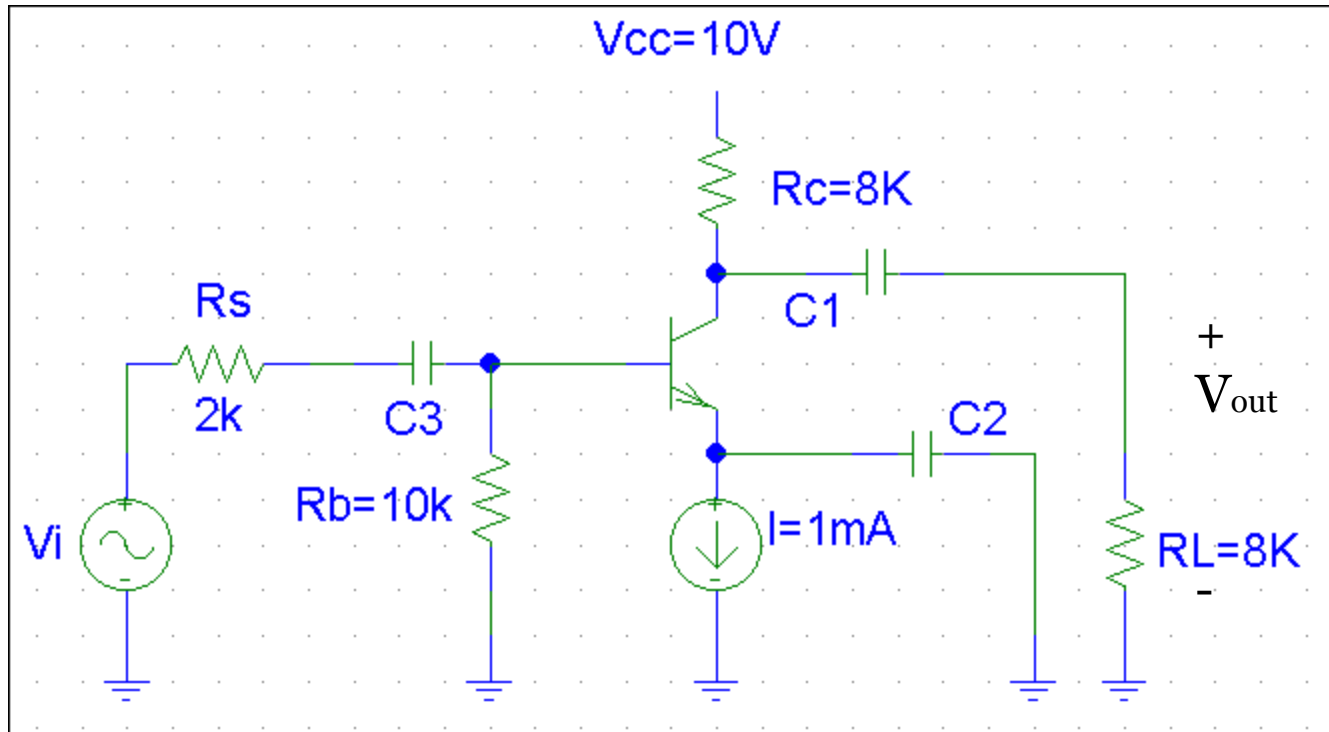 Vcc=10V
Rc=8K
Rs
2k
C1
C3
C2
Rb=10k
Vi
I=1mA
RL=8K
+
Vout
-